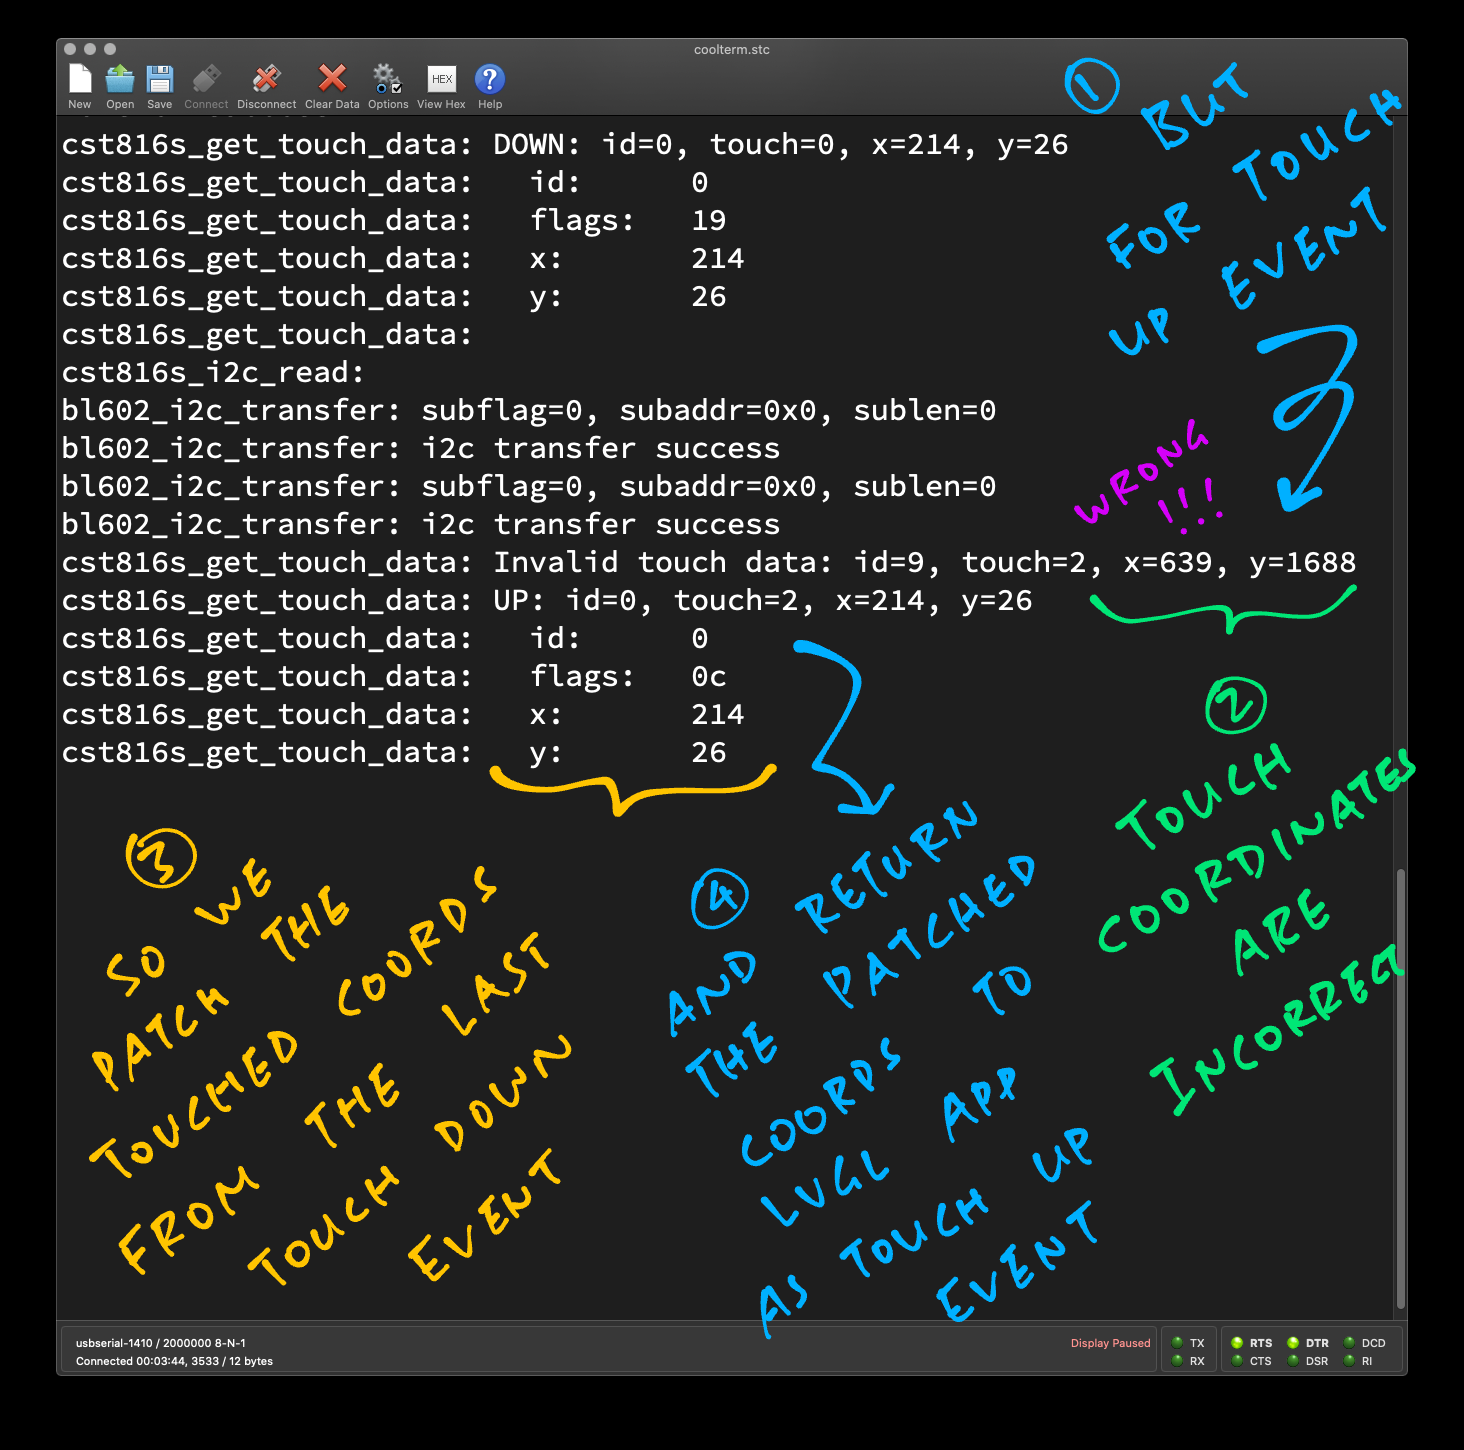 coolterm.stc
New Open Save Connect Disconnect Clear Data Options View Hex Help
HEX
cst816s_get_touch_data: DOWN: id=0, touch=0, x=214, y=26
cst816s_get_touch_data:   id:      0
cst816s_get_touch_data:   flags:   19
cst816s_get_touch_data:   x:       214
cst816s_get_touch_data:   y:       26
cst816s_get_touch_data:
cst816s_i2c_read:
bl602_i2c_transfer: subflag=0, subaddr=0x0, sublen=0
bl602_i2c_transfer: i2c transfer success
bl602_i2c_transfer: subflag=0, subaddr=0x0, sublen=0
bl602_i2c_transfer: i2c transfer success
cst816s_get_touch_data: Invalid touch data: id=9, touch=2, x=639, y=1688
cst816s_get_touch_data: UP: id=0, touch=2, x=214, y=26
cst816s_get_touch_data:   id:      0
cst816s_get_touch_data:   flags:   0c
cst816s_get_touch_data:   x:       214
cst816s_get_touch_data:   y:       26
1
BUT
FOR TOUCH
UP EVENT
WRONG
!!!
2
TOUCH
COORDINATES
ARE
INCORRECT
3
SO WE
PATCH THE
TOUCHED COORDS
FROM THE LAST
TOUCH DOWN
EVENT
4
AND RETURN
THE PATCHED
COORDS TO
LVGL APP
AS TOUCH UP
EVENT
usbserial-1410 / 2000000 8-N-1
Connected 00:03:44, 3533 / 12 bytes
Display Paused
TX RTS DTR DCD
RX CTS DSR RI